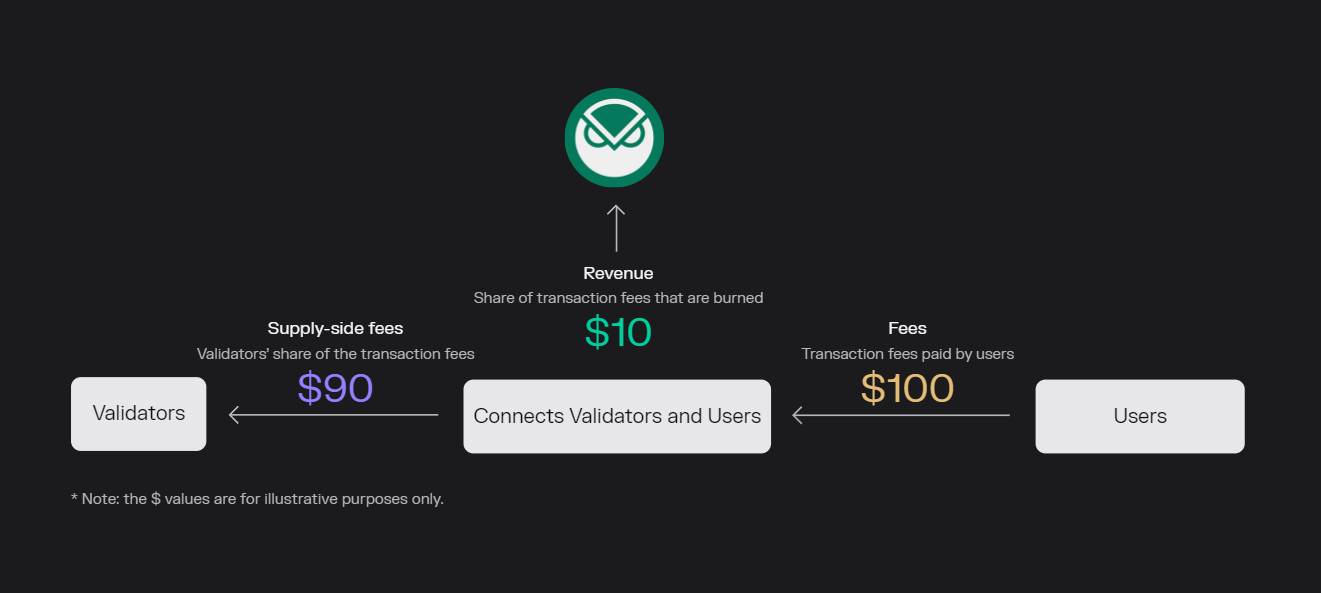 Revenue
Share of transaction fees that are burned
$10
Supply-side fees
Validators' share of the transaction fees
$90
Fees
Transaction fees paid by users
$100
Validators
Connects Validators and Users
Users
* Note: the $ values are for illustrative purposes only.